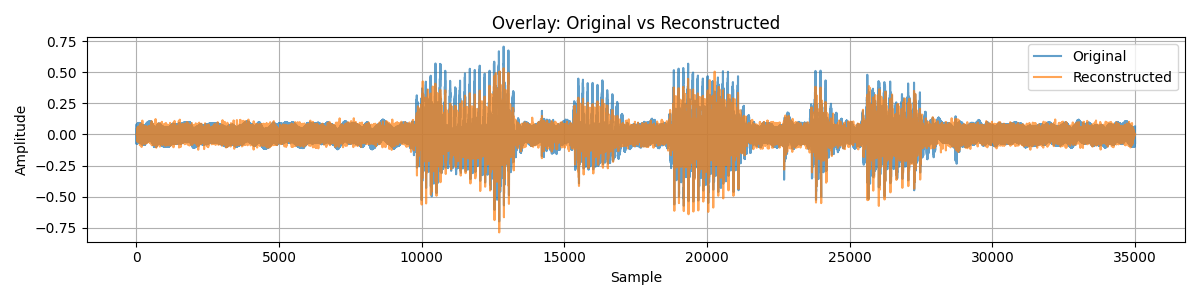 Overlay: Original vs Reconstructed
Original
Reconstructed
Amplitude
0.75
0.50
0.25
0.00
−0.25
−0.50
−0.75
0 5000 10000 15000 20000 25000 30000 35000
Sample